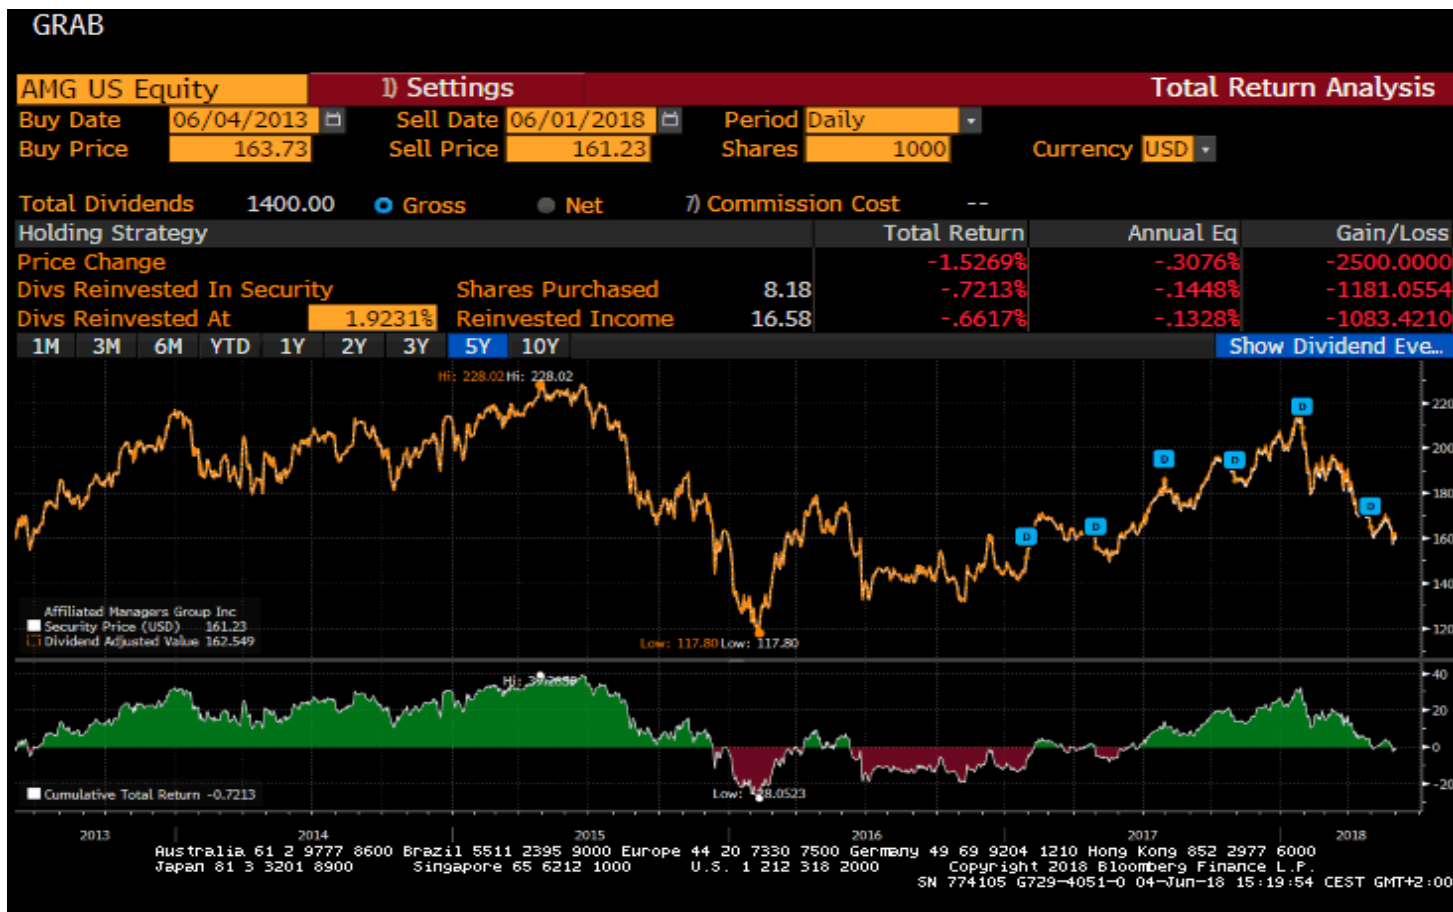 GRAB
AMG US Equity 1) Settings Total Return Analysis
Buy Date 06/04/2013 Sell Date 06/01/2018 Period Daily
Buy Price 163.73 Sell Price 161.23 Shares 1000 Currency USD
Total Dividends 1400.00 Gross Net 7) Commission Cost --
Holding Strategy Total Return Annual Eq Gain/Loss
Price Change -1.5269% -.3076% -2500.0000
Divs Reinvested In Security Shares Purchased 8.18 -.7213% -.1448% -1181.0554
Divs Reinvested At 1.9231% Reinvested Income 16.58 -.6617% -.1328% -1083.4210
1M 3M 6M YTD 1Y 2Y 3Y 5Y 10Y Show Dividend Eve...
Hi: 228.02 Hi: 228.02
D
D
D
D
D
D
220
200
180
160
140
120
Affiliated Managers Group Inc
Security Price (USD) 161.23
Dividend Adjusted Value 162.549
Low: 117.80 Low: 117.80
Hi:
40
20
0
-20
Cumulative Total Return -0.7213
Low:
2013 2014 2015 2016 2017 2018
Australia 61 2 9777 8600 Brazil 5511 2395 9000 Europe 44 20 7330 7500 Germany 49 69 9204 1210 Hong Kong 852 2977 6000
Japan 81 3 3201 8900 Singapore 65 6212 1000 U.S. 1 212 318 2000 Copyright 2018 Bloomberg Finance L.P.
SN 774105 G729-4051-0 04-Jun-18 15:19:54 CEST GMT+2:00